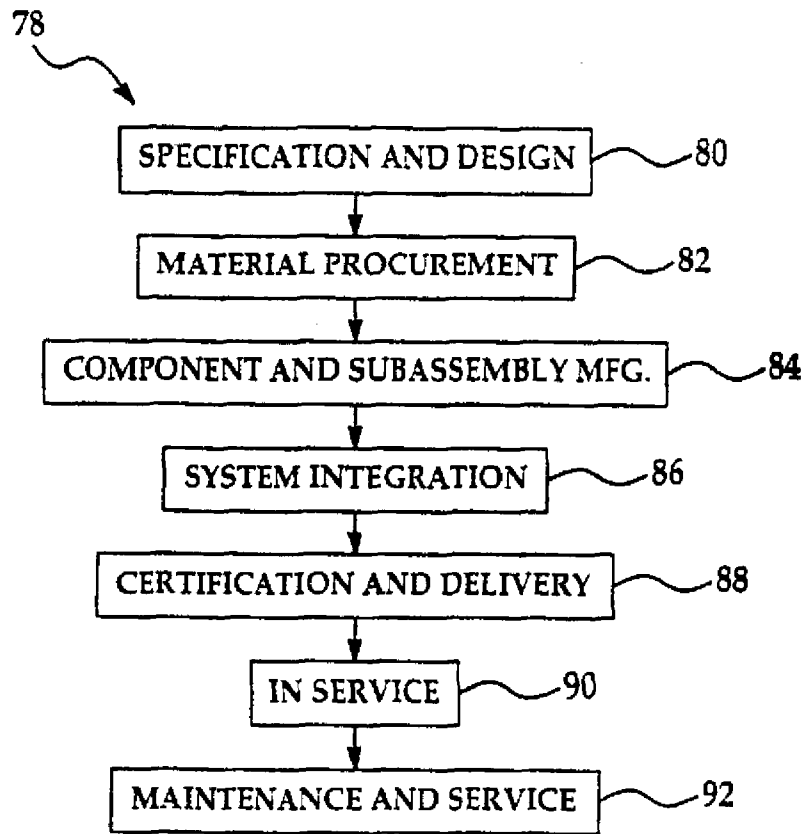 78
SPECIFICATION AND DESIGN 80
MATERIAL PROCUREMENT 82
COMPONENT AND SUBASSEMBLY MFG. 84
SYSTEM INTEGRATION 86
CERTIFICATION AND DELIVERY 88
IN SERVICE 90
MAINTENANCE AND SERVICE 92